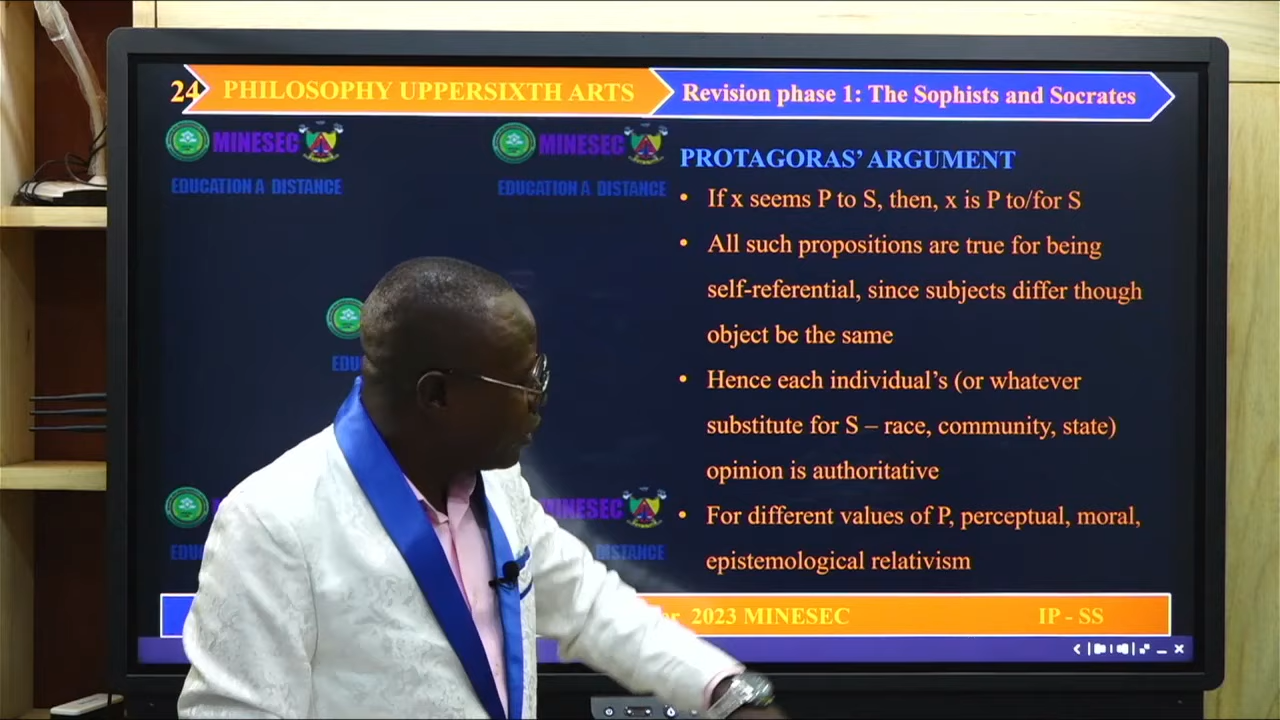 24
PHILOSOPHY UPPERSIXTH ARTS
Revision phase 1: The Sophists and Socrates
MINESEC
EDUCATION A DISTANCE
MINESEC
EDUCATION A DISTANCE
PROTAGORAS' ARGUMENT
• If x seems P to S, then, x is P to/for S
• All such propositions are true for being
self-referential, since subjects differ though
object be the same
• Hence each individual's (or whatever
substitute for S – race, community, state)
opinion is authoritative
• For different values of P, perceptual, moral,
epistemological relativism
MINESEC
DISTANCE
2023 MINESEC
IP - SS